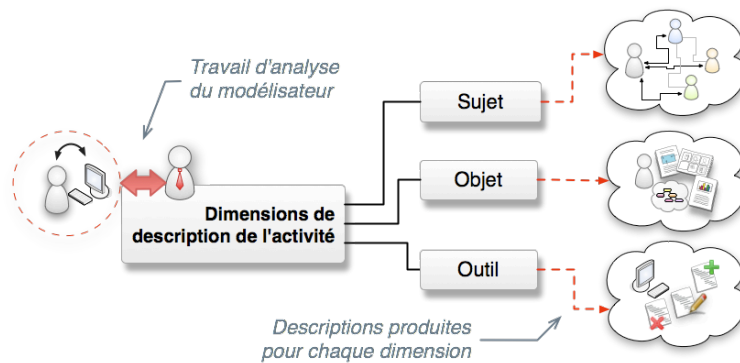 Travail d'analyse
du modélisateur
Sujet
Objet
Dimensions de
description de l'activité
Outil
Descriptions produites
pour chaque dimension